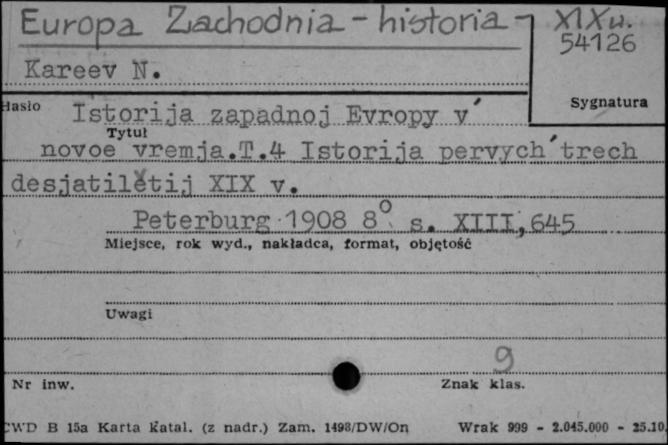 Europa Zachodnia - historia - XIXw.
54126
Kareev N.
Hasło Istorija zapadnoj Evropy v′ Sygnatura
Tytuł
novoe vremja.T.4 Istorija pervych′trech
desjatilětij XIX v.
Peterburg 1908 8° s. XIII, 645
Miejsce, rok wyd., nakładca, format, objętość
Uwagi
9
Nr inw. Znak klas.
CWD B 15a Karta katal. (z nadr.) Zam. 1498/DW/On Wrak 999 - 2.045.000 - 25.10.